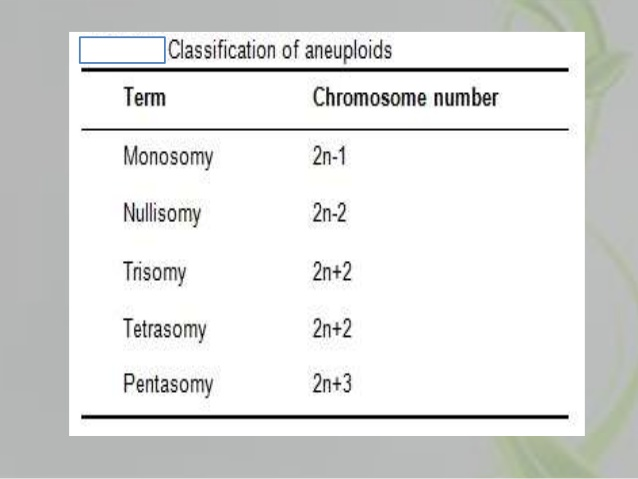 Classification of aneuploids
Term Chromosome number
Monosomy 2n-1
Nullisomy 2n-2
Trisomy 2n+2
Tetrasomy 2n+2
Pentasomy 2n+3